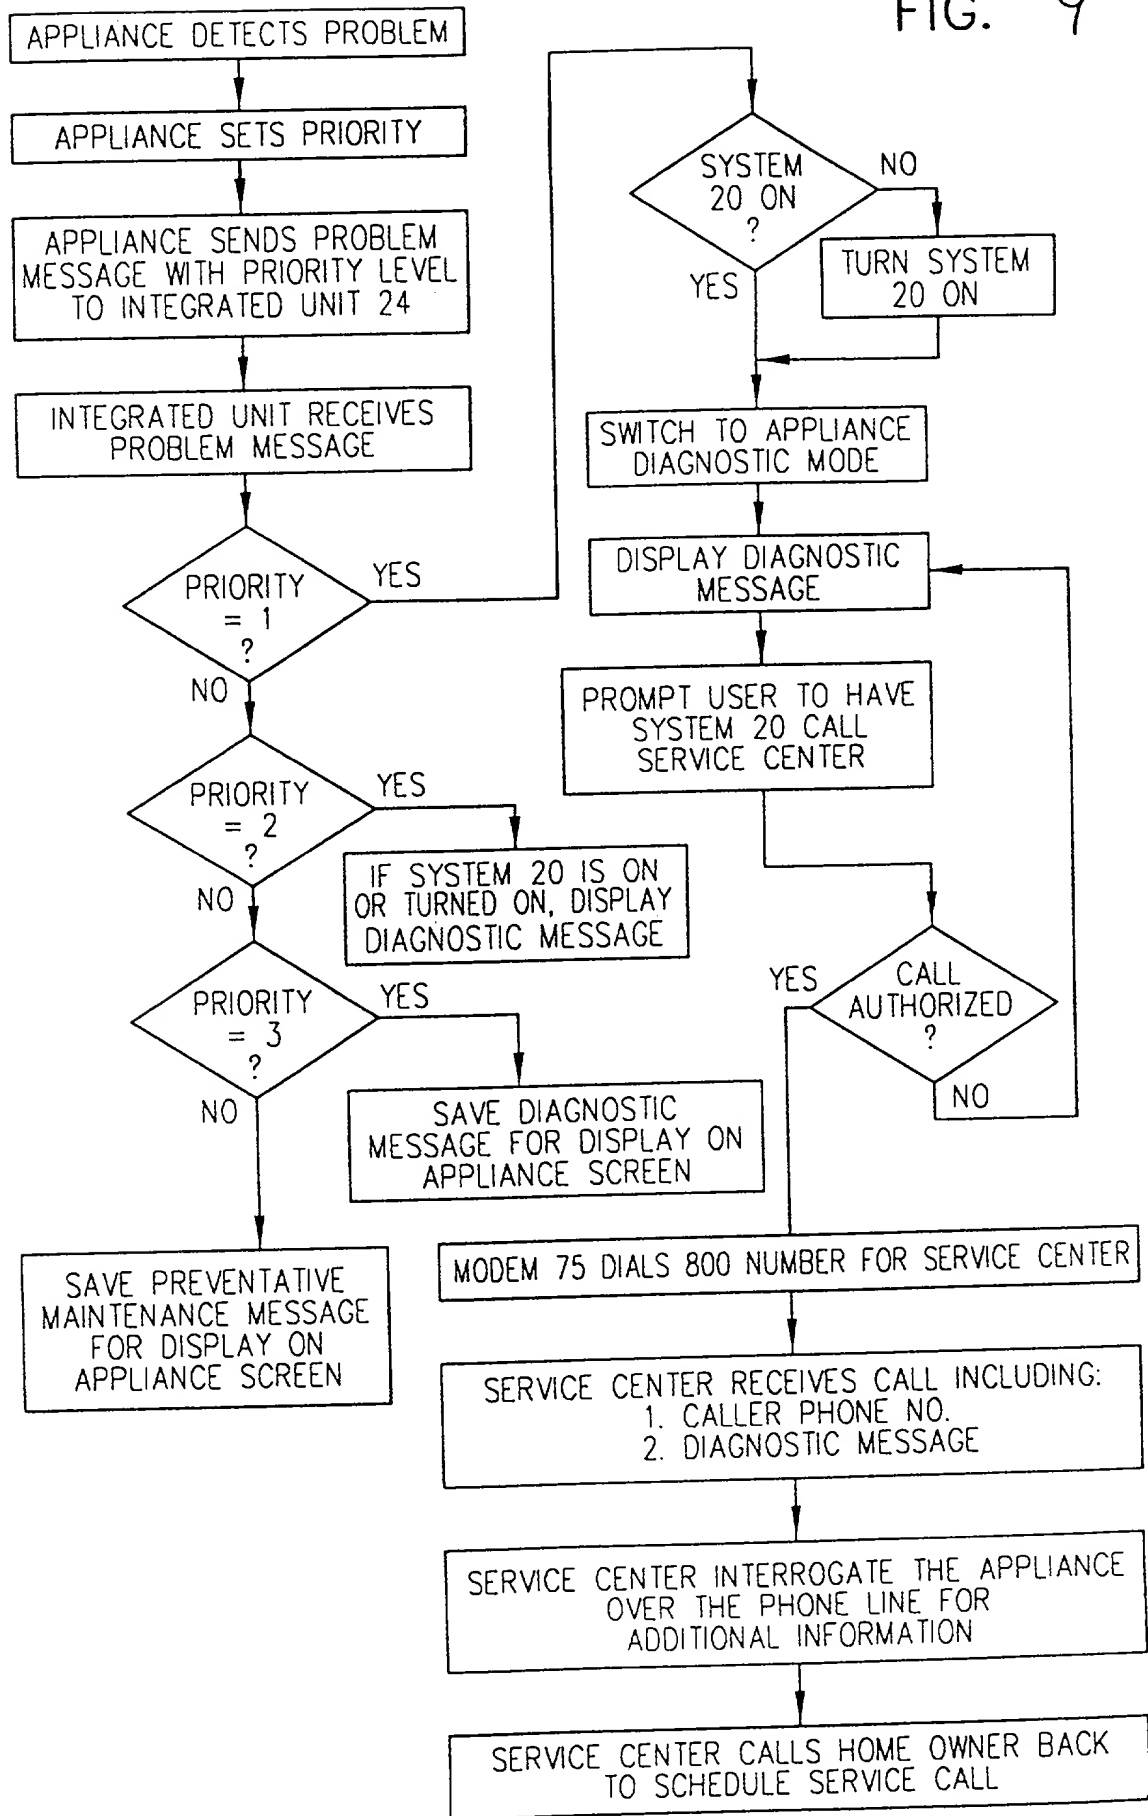 FIG. 9
APPLIANCE DETECTS PROBLEM
APPLIANCE SETS PRIORITY
APPLIANCE SENDS PROBLEM
MESSAGE WITH PRIORITY LEVEL
TO INTEGRATED UNIT 24
INTEGRATED UNIT RECEIVES
PROBLEM MESSAGE
PRIORITY
= 1
?
YES
NO
PRIORITY
= 2
?
YES
NO
IF SYSTEM 20 IS ON
OR TURNED ON, DISPLAY
DIAGNOSTIC MESSAGE
PRIORITY
= 3
?
YES
NO
SAVE DIAGNOSTIC
MESSAGE FOR DISPLAY ON
APPLIANCE SCREEN
SAVE PREVENTATIVE
MAINTENANCE MESSAGE
FOR DISPLAY ON
APPLIANCE SCREEN
SYSTEM
20 ON
?
NO
YES
TURN SYSTEM
20 ON
SWITCH TO APPLIANCE
DIAGNOSTIC MODE
DISPLAY DIAGNOSTIC
MESSAGE
PROMPT USER TO HAVE
SYSTEM 20 CALL
SERVICE CENTER
CALL
AUTHORIZED
?
YES
NO
MODEM 75 DIALS 800 NUMBER FOR SERVICE CENTER
SERVICE CENTER RECEIVES CALL INCLUDING:
1. CALLER PHONE NO.
2. DIAGNOSTIC MESSAGE
SERVICE CENTER INTERROGATE THE APPLIANCE
OVER THE PHONE LINE FOR
ADDITIONAL INFORMATION
SERVICE CENTER CALLS HOME OWNER BACK
TO SCHEDULE SERVICE CALL